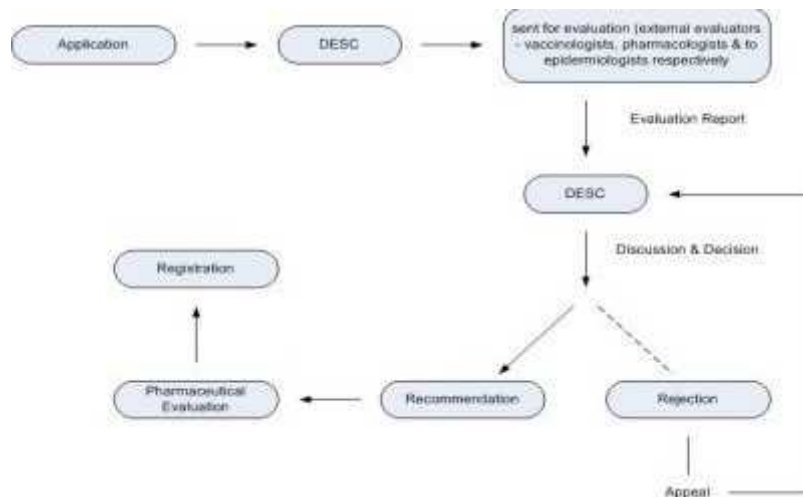 Application
DESC
sent for evaluation (external evaluators
- vaccinologists, pharmacologists & to
epidermiologists respectively
Evaluation Report
DESC
Discussion & Decision
Registration
Pharmaceutical
Evaluation
Recommendation
Rejection
Appeal